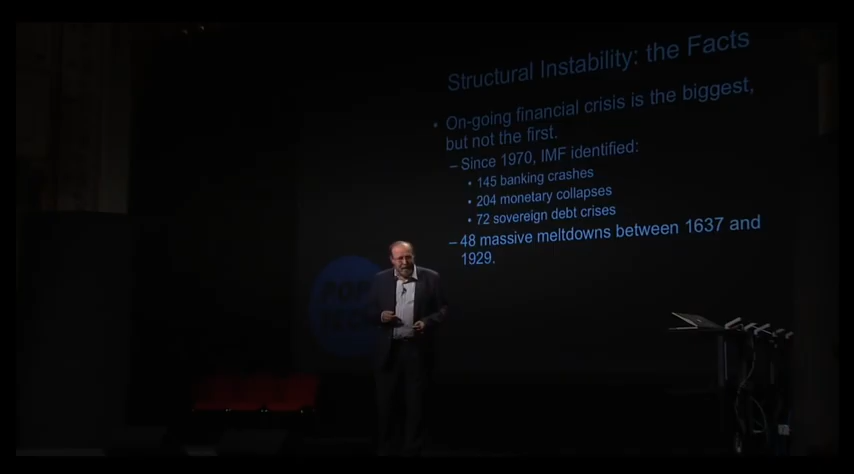 Structural Instability: the Facts
• On-going financial crisis is the biggest,
but not the first.
– Since 1970, IMF identified:
• 145 banking crashes
• 204 monetary collapses
• 72 sovereign debt crises
– 48 massive meltdowns between 1637 and
1929.
POP